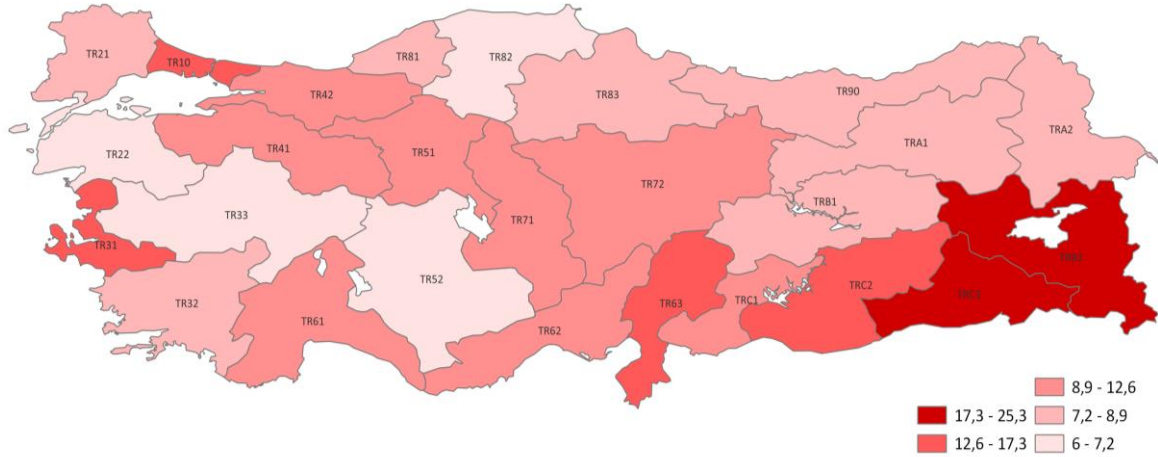 TR21
TR10
TR81
TR82
TR42
TR83
TR90
TRA2
TR22
TR41
TR51
TRA1
TR72
TRB1
TR33
TR71
TR31
TR52
TRB2
TR32
TR63
TRC1
TRC2
TRC3
TR61
TR62
8,9 - 12,6
17,3 - 25,3
7,2 - 8,9
12,6 - 17,3
6 - 7,2